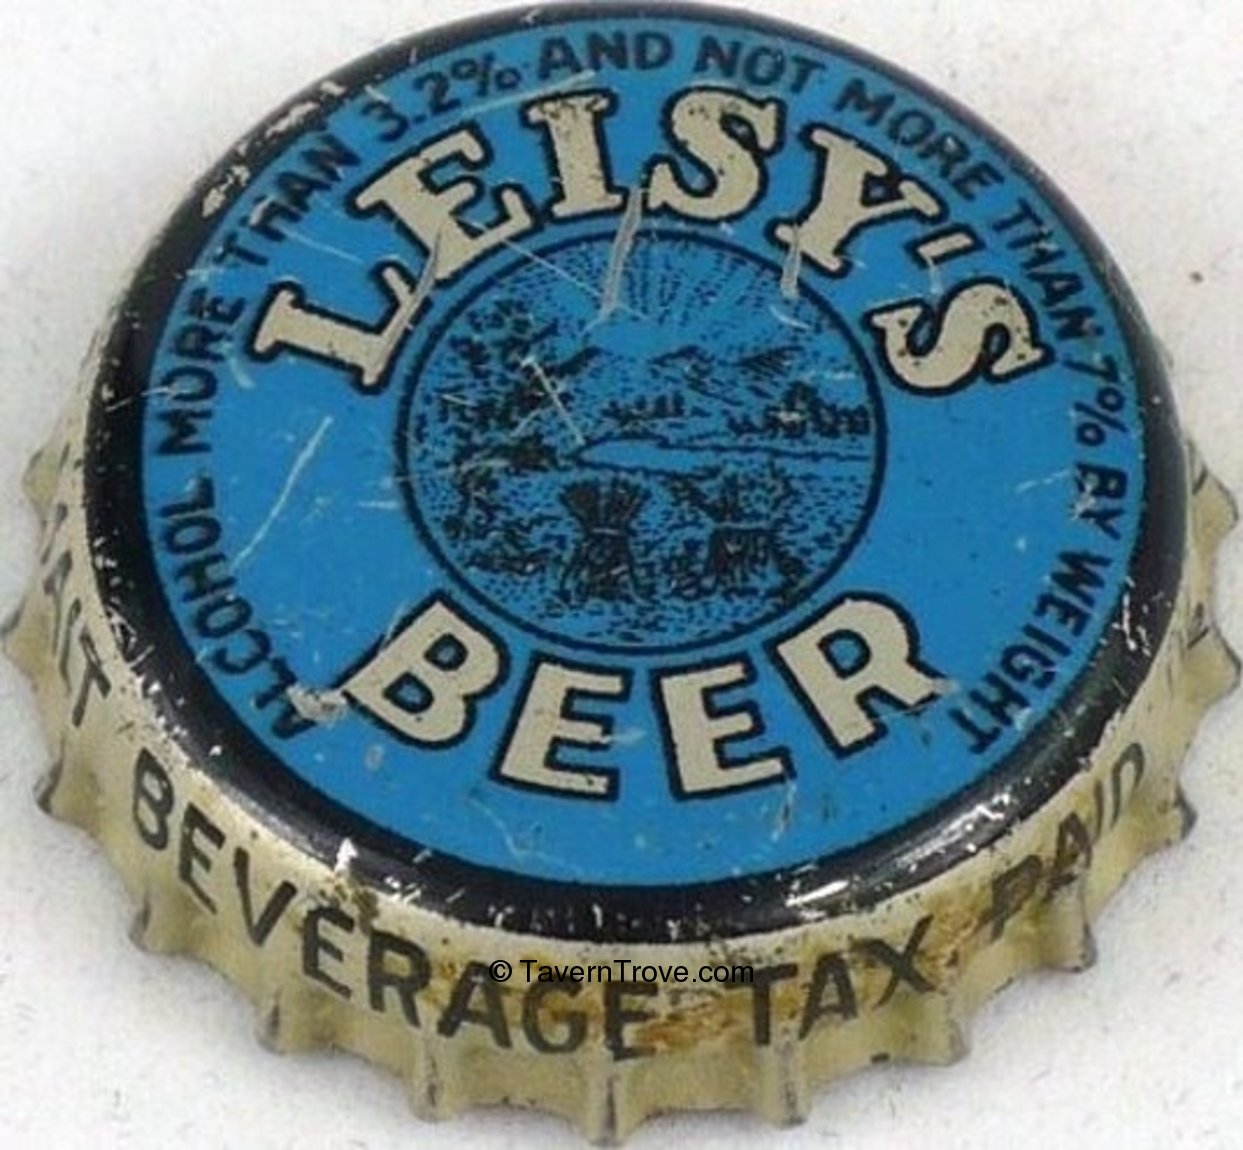 ALCOHOL MORE THAN 3.2% AND NOT MORE THAN 7% BY WEIGHT
LEISY'S
BEER
MALT BEVERAGE TAX PAID
© TavernTrove.com